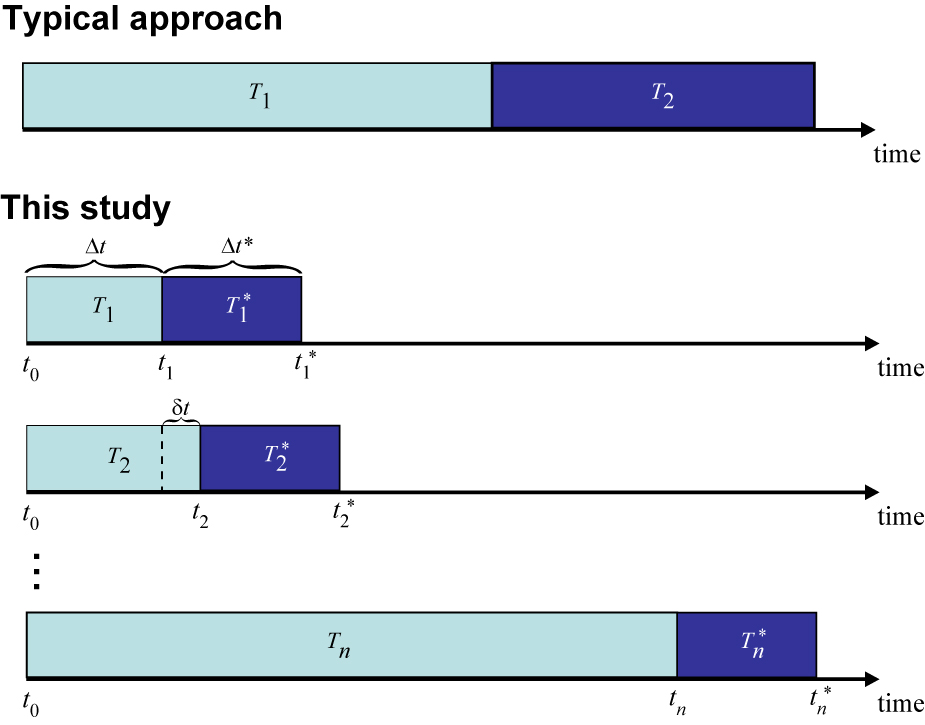 Typical approach
T1 T2
time
This study
Δt Δt*
T1 T1*
t0 t1 t1* time
δt
T2 T2*
t0 t2 t2* time
Tn Tn*
t0 tn tn* time